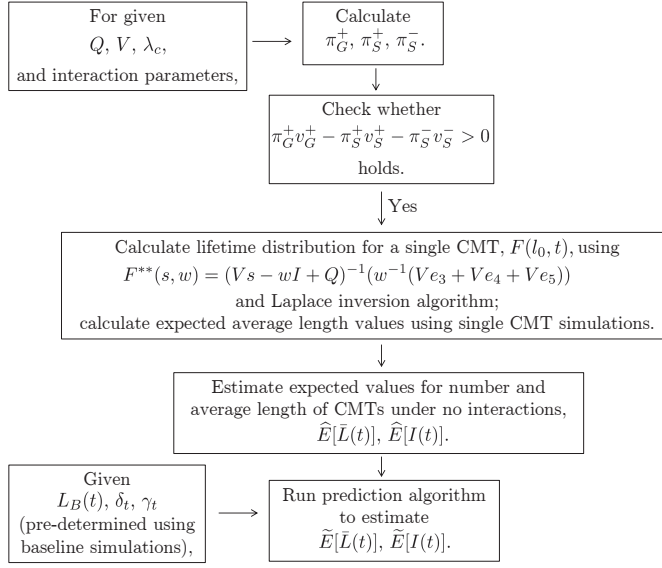 For given
Q, V, λ_c,
and interaction parameters,
Calculate
π_G^+, π_S^+, π_S^-.
Check whether
π_G^+ v_G^+ − π_S^+ v_S^+ − π_S^- v_S^- > 0
holds.
Yes
Calculate lifetime distribution for a single CMT, F(l_0, t), using
F^{**}(s, w) = (Vs − wI + Q)^{-1}(w^{-1}(Ve_3 + Ve_4 + Ve_5))
and Laplace inversion algorithm;
calculate expected average length values using single CMT simulations.
Estimate expected values for number and
average length of CMTs under no interactions,
Ê[L̄(t)], Ê[I(t)].
Given
L_B(t), δ_t, γ_t
(pre-determined using
baseline simulations),
Run prediction algorithm
to estimate
Ẽ[L̄(t)], Ẽ[I(t)].